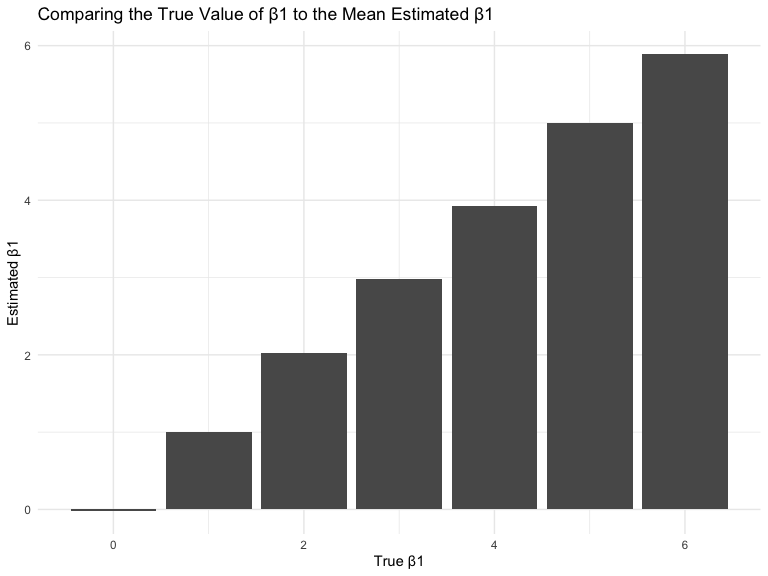 Comparing the True Value of β1 to the Mean Estimated β1
6
4
2
0
Estimated β1
0 2 4 6
True β1